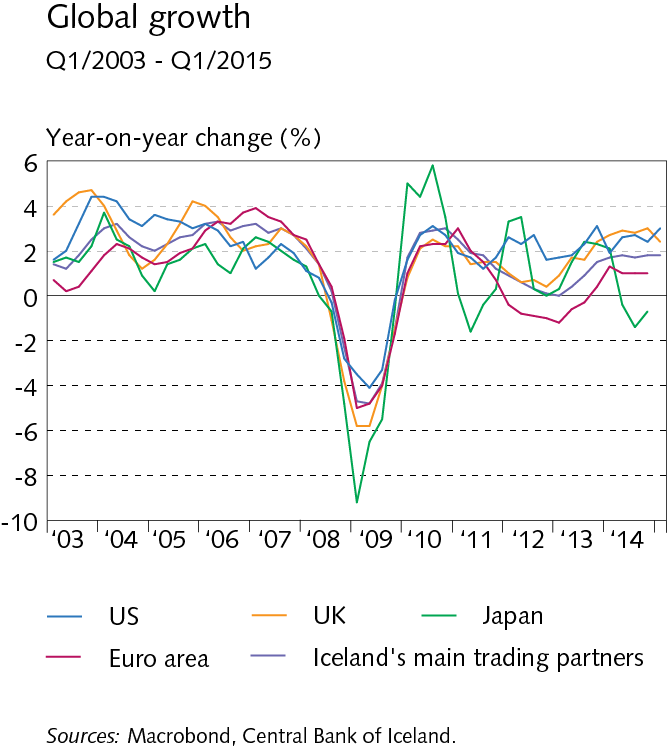 Global growth
Q1/2003 - Q1/2015
Year-on-year change (%)
6
4
2
0
-2
-4
-6
-8
-10
‘03 ‘04 ‘05 ‘06 ‘07 ‘08 ‘09 ‘10 ‘11 ‘12 ‘13 ‘14
US UK Japan
Euro area Iceland's main trading partners
Sources: Macrobond, Central Bank of Iceland.